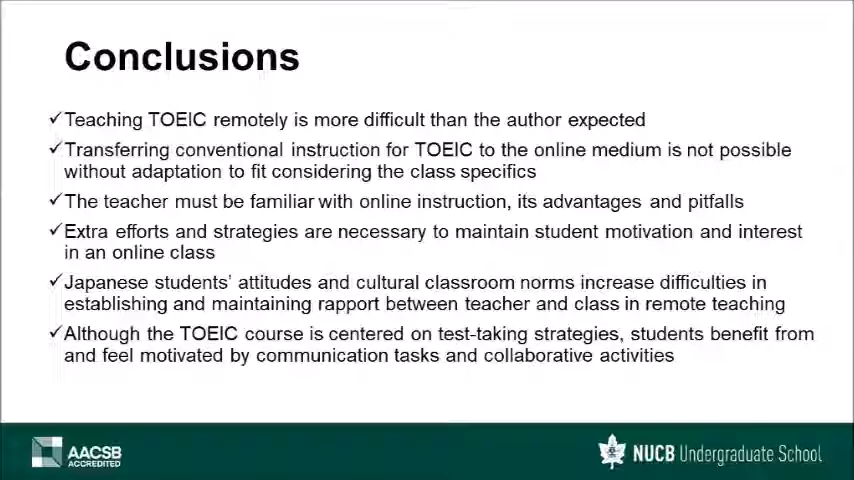 Conclusions
✓Teaching TOEIC remotely is more difficult than the author expected
✓Transferring conventional instruction for TOEIC to the online medium is not possible
without adaptation to fit considering the class specifics
✓The teacher must be familiar with online instruction, its advantages and pitfalls
✓Extra efforts and strategies are necessary to maintain student motivation and interest
in an online class
✓Japanese students' attitudes and cultural classroom norms increase difficulties in
establishing and maintaining rapport between teacher and class in remote teaching
✓Although the TOEIC course is centered on test-taking strategies, students benefit from
and feel motivated by communication tasks and collaborative activities
AACSB
ACCREDITED
NUCB Undergraduate School